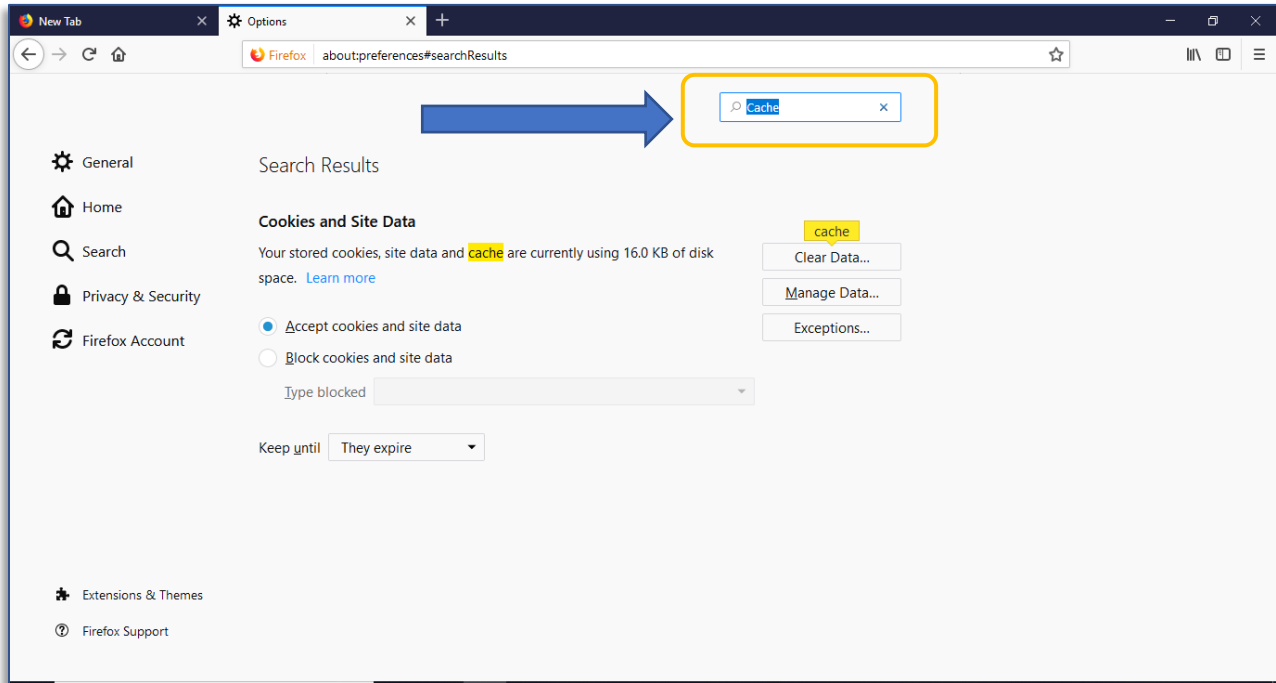 New Tab
Options
Firefox about:preferences#searchResults
Cache
General
Home
Search
Privacy & Security
Firefox Account
Extensions & Themes
Firefox Support
Search Results
Cookies and Site Data
Your stored cookies, site data and cache are currently using 16.0 KB of disk
space. Learn more
cache
Clear Data...
Manage Data...
Exceptions...
Accept cookies and site data
Block cookies and site data
Type blocked
Keep until They expire